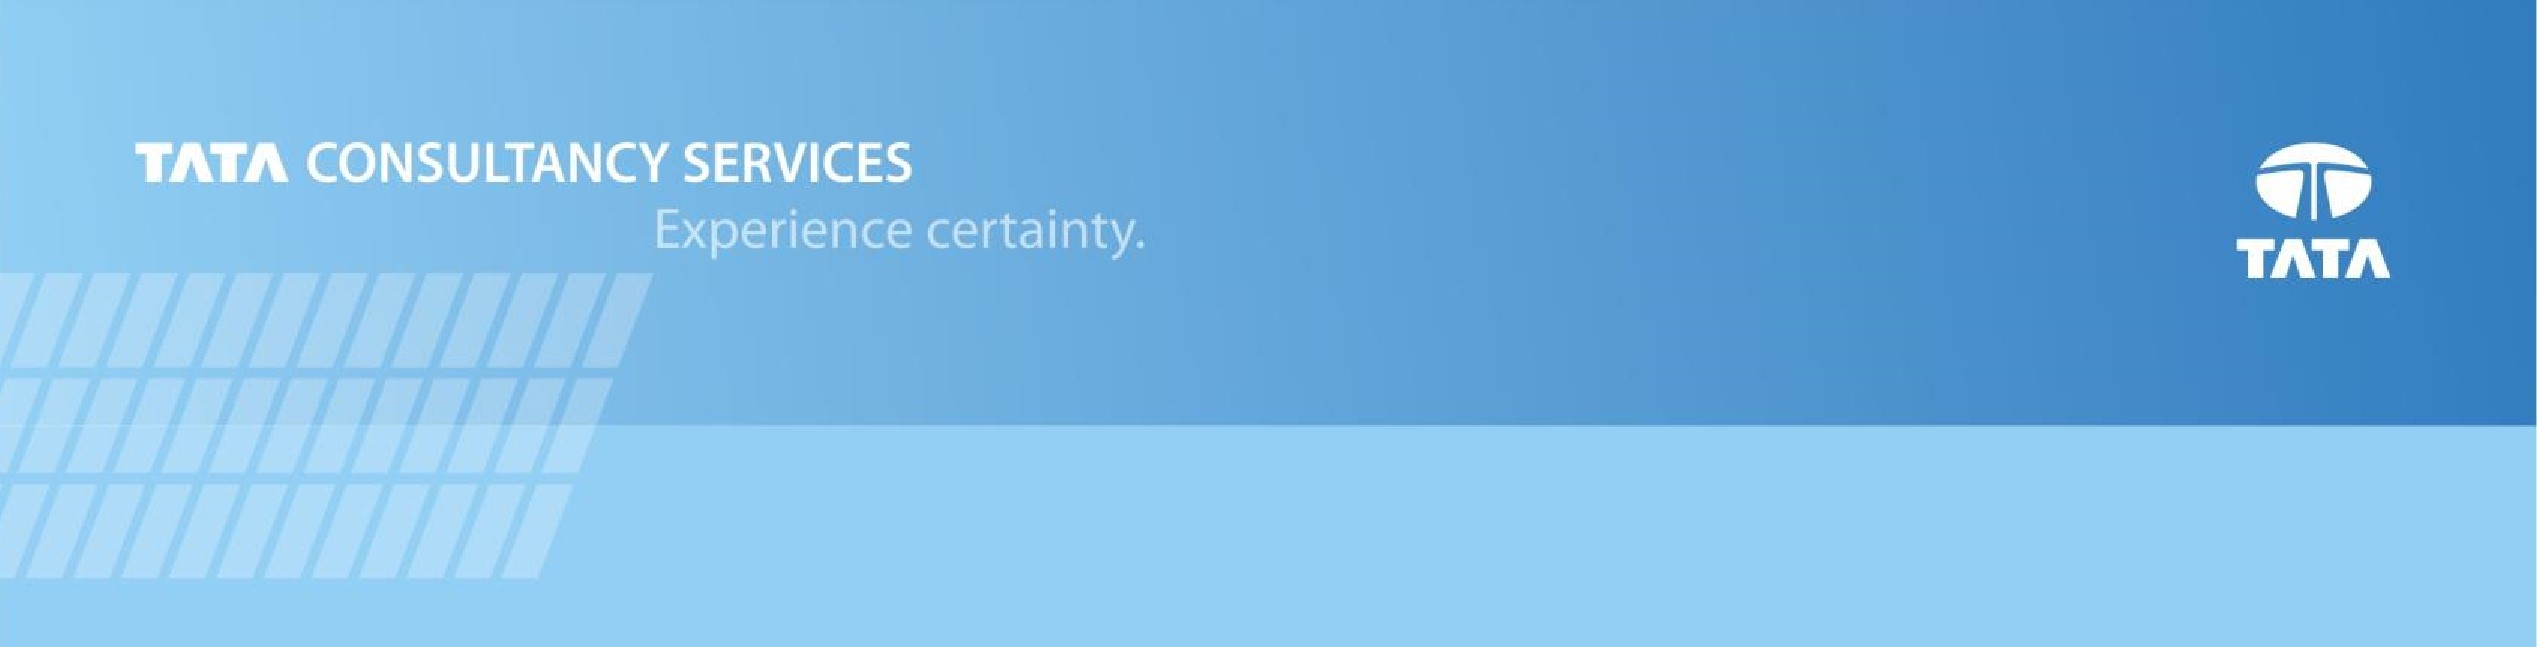 TATA CONSULTANCY SERVICES
Experience certainty.
TATA